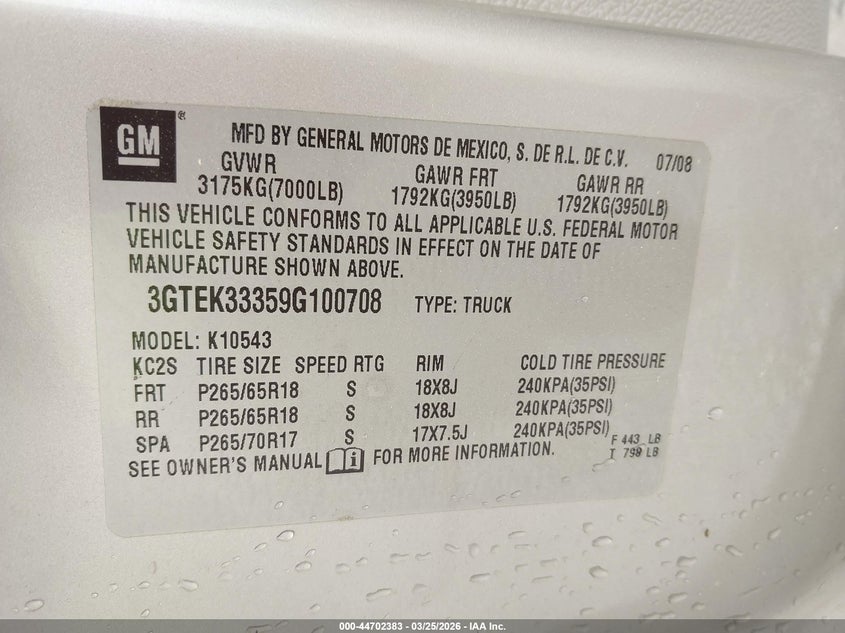 GM®
MFD BY GENERAL MOTORS DE MEXICO, S. DE R.L. DE C.V. 07/08
GVWR GAWR FRT GAWR RR
3175KG(7000LB) 1792KG(3950LB) 1792KG(3950LB)
THIS VEHICLE CONFORMS TO ALL APPLICABLE U.S. FEDERAL MOTOR
VEHICLE SAFETY STANDARDS IN EFFECT ON THE DATE OF
MANUFACTURE SHOWN ABOVE.
3GTEK33359G100708 TYPE: TRUCK
MODEL: K10543
KC2S TIRE SIZE SPEED RTG RIM COLD TIRE PRESSURE
FRT P265/65R18 S 18X8J 240KPA(35PSI)
RR P265/65R18 S 18X8J 240KPA(35PSI)
SPA P265/70R17 S 17X7.5J 240KPA(35PSI)
F 443 LB
T 798 LB
SEE OWNER'S MANUAL i FOR MORE INFORMATION.
000-44702383 - 03/25/2026 - IAA Inc.